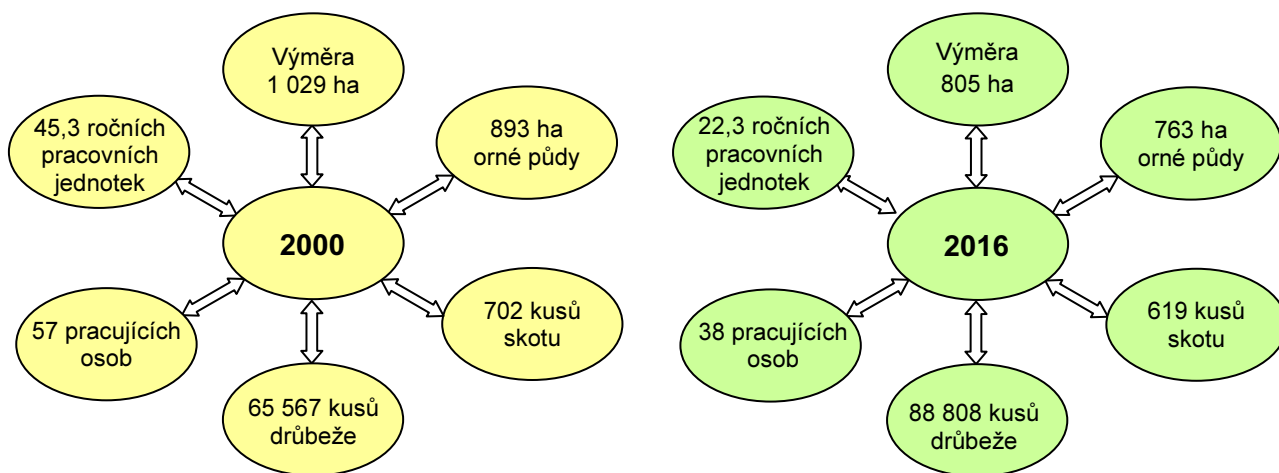 Výměra
1 029 ha
45,3 ročních
pracovních
jednotek
893 ha
orné půdy
2000
57 pracujících
osob
702 kusů
skotu
65 567 kusů
drůbeže
Výměra
805 ha
22,3 ročních
pracovních
jednotek
763 ha
orné půdy
2016
38 pracujících
osob
619 kusů
skotu
88 808 kusů
drůbeže